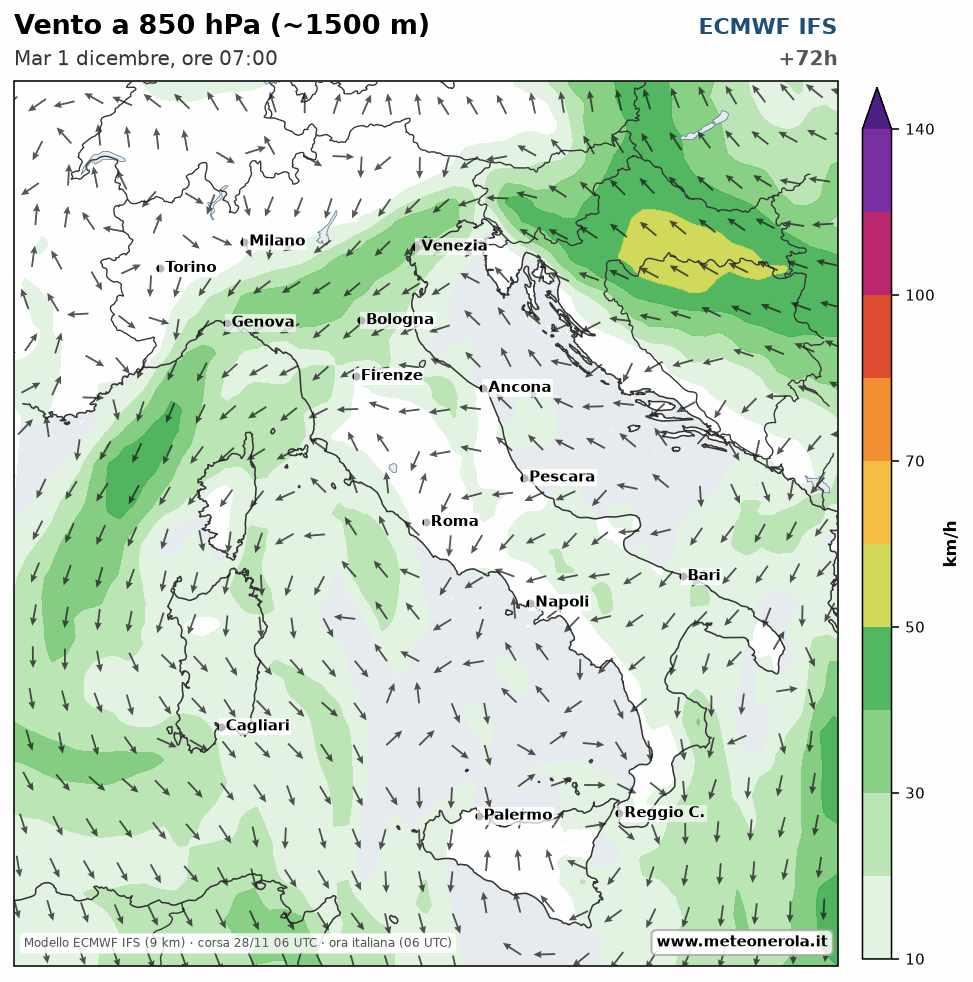 Vento a 850 hPa (~1500 m)
ECMWF IFS
Mar 1 dicembre, ore 07:00
+72h
140
Venezia
Milano
Torino
100
Genova
Bologna
Firenze
Ancona
70
Pescara
Roma
km/h
Bari
Napoli
50
Cagliari
30
Palermo
Reggio C.
Modello ECMWF IFS (9 km) · corsa 28/11 06 UTC · ora italiana (06 UTC)
www.meteonerola.it
10